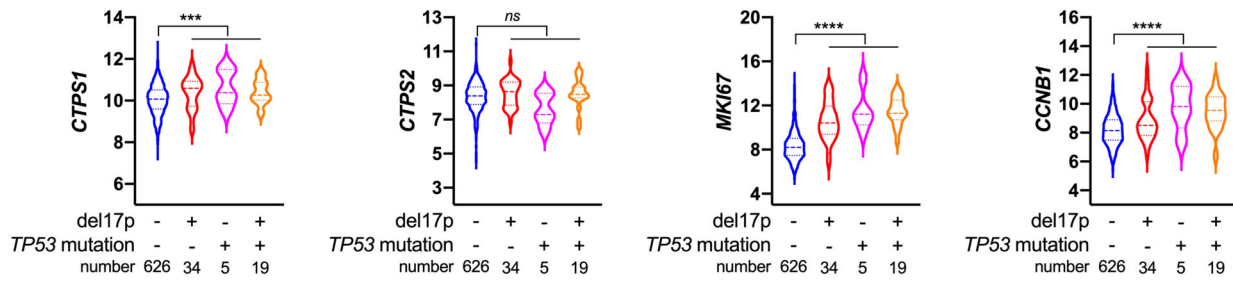 *** ns **** ****
14 13 20 16
12 11 16 14
10 9 12 12
8 7 8 10
6 5 4 8
3 6
2 4
CTPS1 CTPS2 MKI67 CCNB1
del17p - + - + del17p - + - + del17p - + - + del17p - + - +
TP53 mutation - - + + TP53 mutation - - + + TP53 mutation - - + + TP53 mutation - - + +
number 626 34 5 19 number 626 34 5 19 number 626 34 5 19 number 626 34 5 19